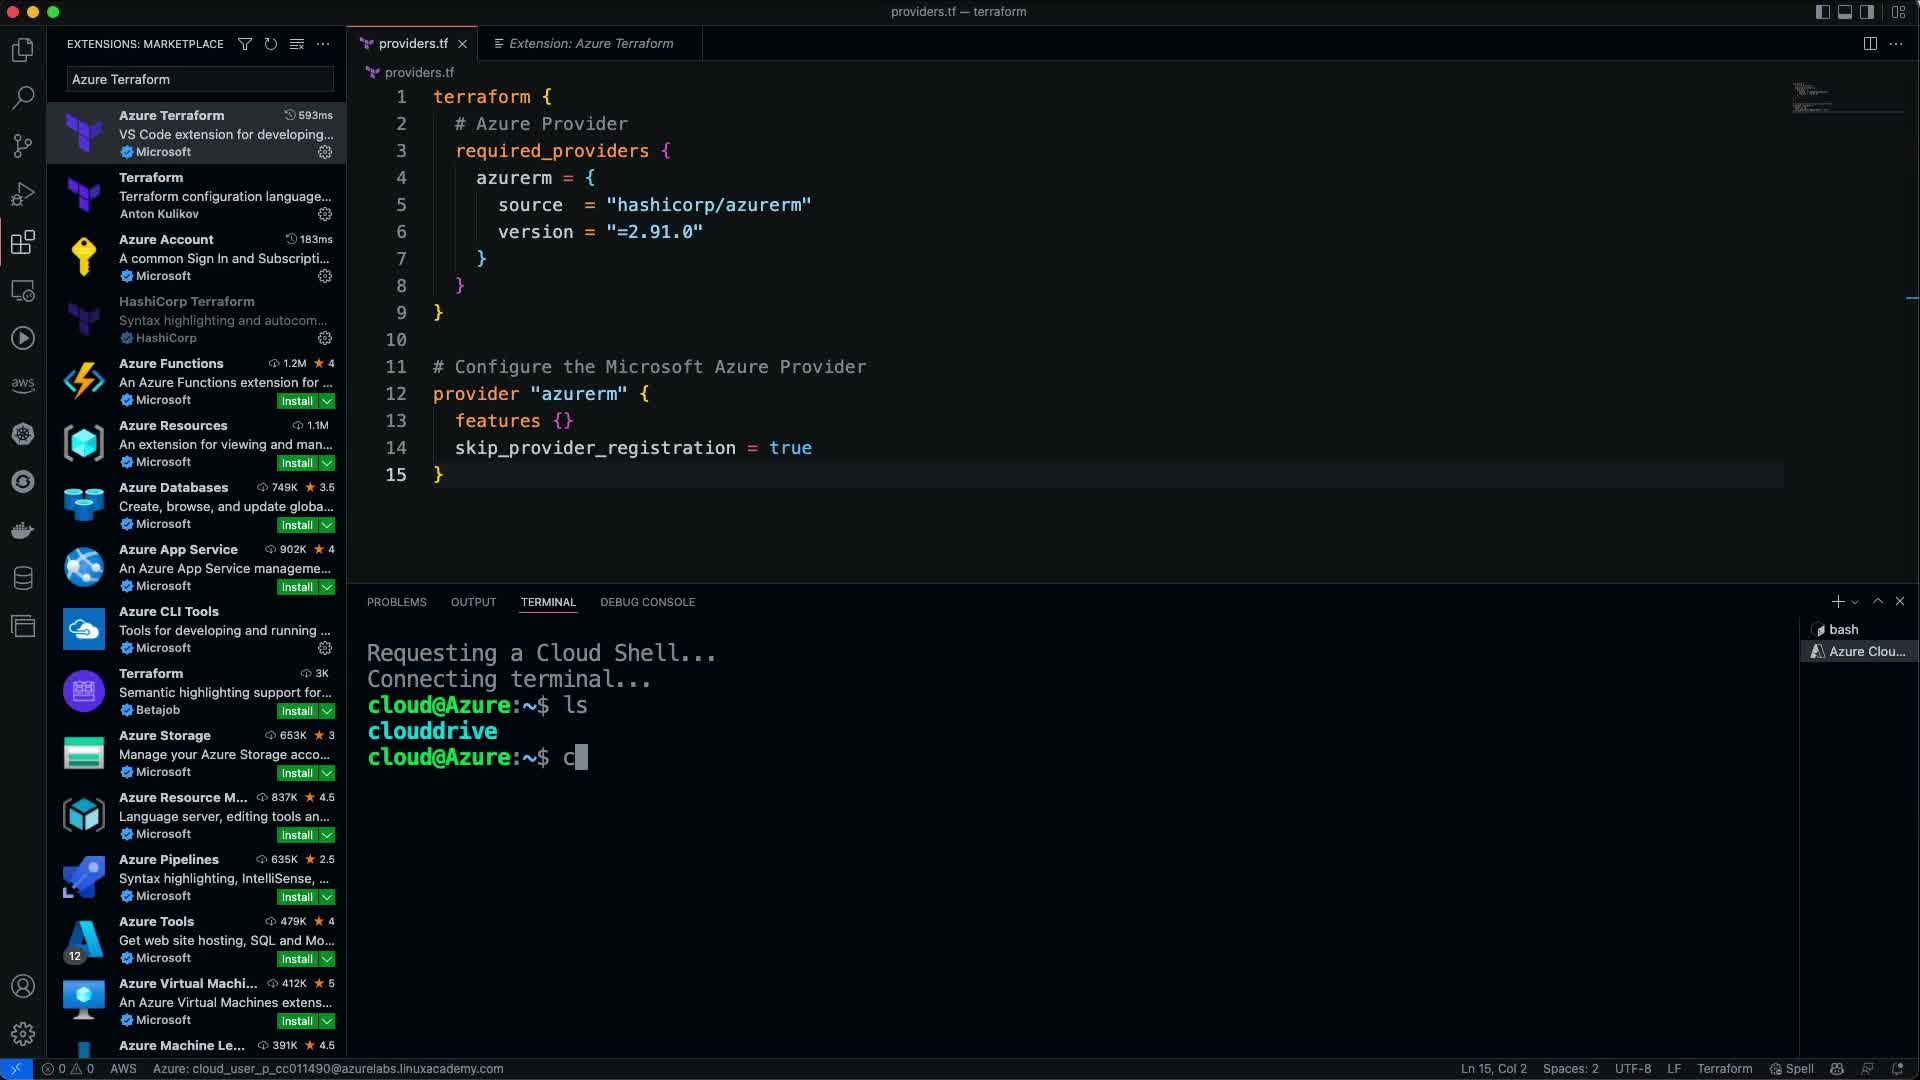 providers.tf — terraform
EXTENSIONS: MARKETPLACE
Azure Terraform
Azure Terraform 593ms
VS Code extension for developing...
Microsoft
Terraform
Terraform configuration language...
Anton Kulikov
Azure Account 183ms
A common Sign In and Subscripti...
Microsoft
HashiCorp Terraform
Syntax highlighting and autocom...
HashiCorp
Azure Functions 1.2M ★ 4
An Azure Functions extension for ...
Microsoft Install
Azure Resources 1.1M
An extension for viewing and man...
Microsoft Install
Azure Databases 749K ★ 3.5
Create, browse, and update globa...
Microsoft Install
Azure App Service 902K ★ 4
An Azure App Service manageme...
Microsoft Install
Azure CLI Tools
Tools for developing and running ...
Microsoft
Terraform 3K
Semantic highlighting support for...
Betajob Install
Azure Storage 653K ★ 3
Manage your Azure Storage acco...
Microsoft Install
Azure Resource M... 837K ★ 4.5
Language server, editing tools an...
Microsoft Install
Azure Pipelines 635K ★ 2.5
Syntax highlighting, IntelliSense, ...
Microsoft Install
Azure Tools 479K ★ 4
Get web site hosting, SQL and Mo...
12
Microsoft Install
Azure Virtual Machi... 412K ★ 5
An Azure Virtual Machines extens...
Microsoft Install
Azure Machine Le... 391K ★ 4.5
aws
providers.tf
Extension: Azure Terraform
providers.tf
1 terraform {
2   # Azure Provider
3   required_providers {
4     azurerm = {
5       source  = "hashicorp/azurerm"
6       version = "=2.91.0"
7     }
8   }
9 }
10
11 # Configure the Microsoft Azure Provider
12 provider "azurerm" {
13   features {}
14   skip_provider_registration = true
15 }
PROBLEMS OUTPUT TERMINAL DEBUG CONSOLE
Requesting a Cloud Shell...
Connecting terminal...
cloud@Azure:~$ ls
clouddrive
cloud@Azure:~$ c
bash
Azure Clou...
0 0 AWS Azure: cloud_user_p_cc011490@azurelabs.linuxacademy.com
Ln 15, Col 2 Spaces: 2 UTF-8 LF Terraform Spell